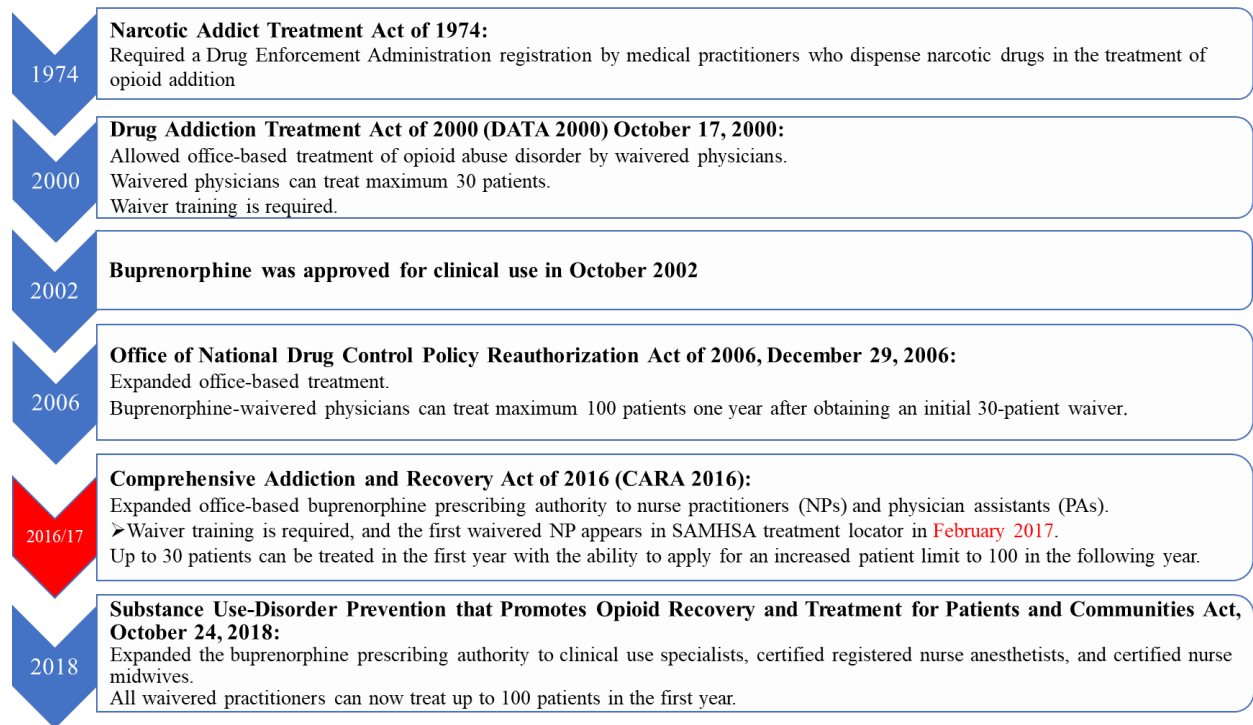 1974
Narcotic Addict Treatment Act of 1974:
Required a Drug Enforcement Administration registration by medical practitioners who dispense narcotic drugs in the treatment of
opioid addition
2000
Drug Addiction Treatment Act of 2000 (DATA 2000) October 17, 2000:
Allowed office-based treatment of opioid abuse disorder by waivered physicians.
Waivered physicians can treat maximum 30 patients.
Waiver training is required.
2002
Buprenorphine was approved for clinical use in October 2002
2006
Office of National Drug Control Policy Reauthorization Act of 2006, December 29, 2006:
Expanded office-based treatment.
Buprenorphine-waivered physicians can treat maximum 100 patients one year after obtaining an initial 30-patient waiver.
2016/17
Comprehensive Addiction and Recovery Act of 2016 (CARA 2016):
Expanded office-based buprenorphine prescribing authority to nurse practitioners (NPs) and physician assistants (PAs).
➢Waiver training is required, and the first waivered NP appears in SAMHSA treatment locator in February 2017.
Up to 30 patients can be treated in the first year with the ability to apply for an increased patient limit to 100 in the following year.
2018
Substance Use-Disorder Prevention that Promotes Opioid Recovery and Treatment for Patients and Communities Act,
October 24, 2018:
Expanded the buprenorphine prescribing authority to clinical use specialists, certified registered nurse anesthetists, and certified nurse
midwives.
All waivered practitioners can now treat up to 100 patients in the first year.